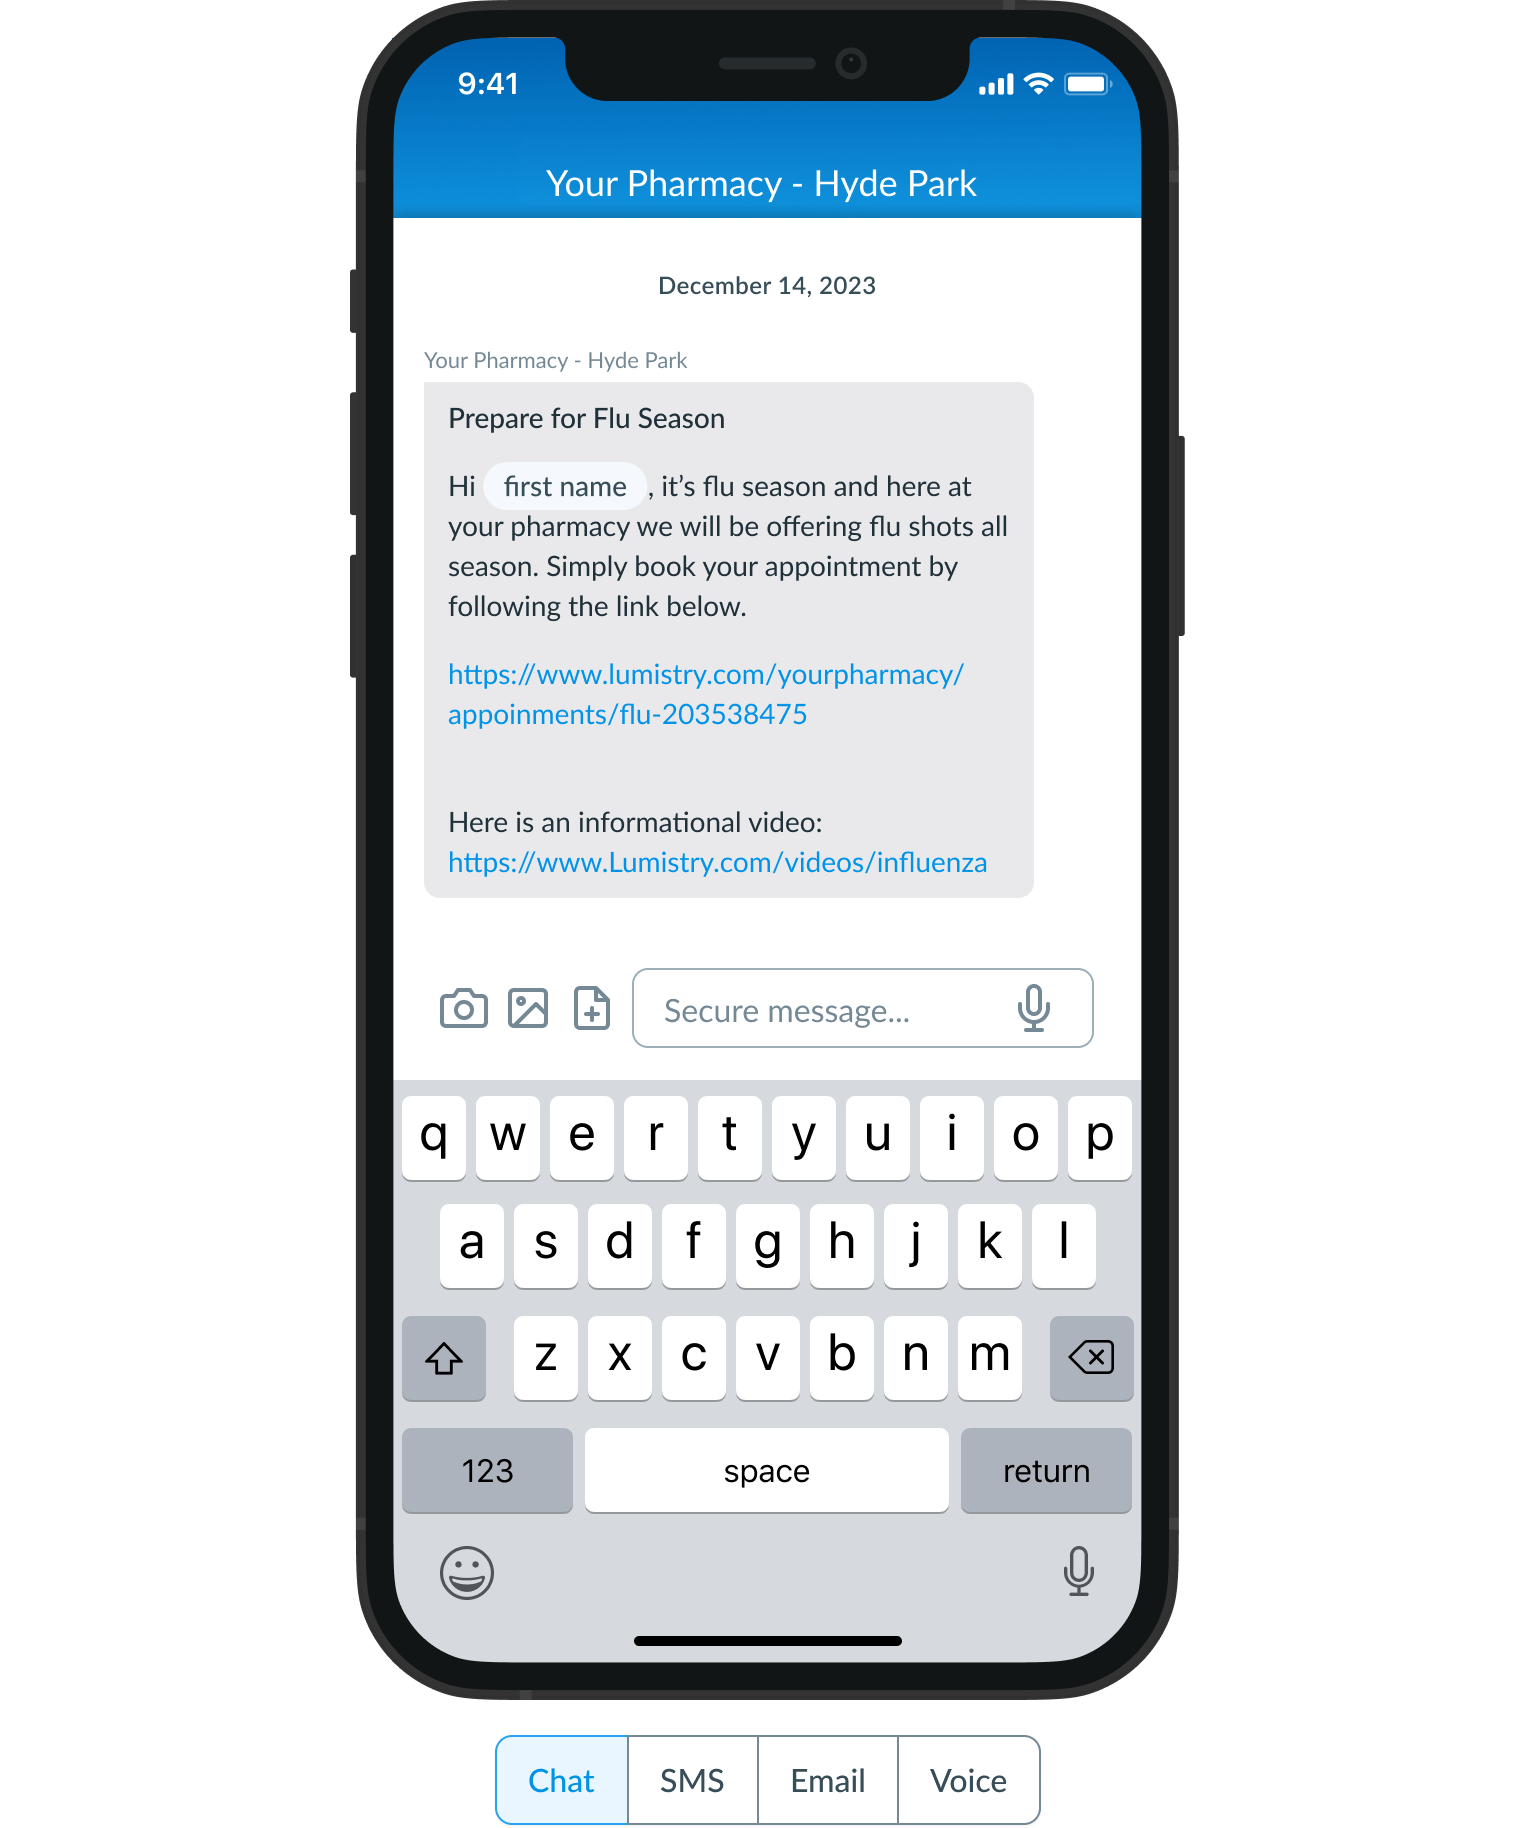 9:41
Your Pharmacy - Hyde Park
December 14, 2023
Your Pharmacy - Hyde Park
Prepare for Flu Season
Hi first name , it’s flu season and here at
your pharmacy we will be offering flu shots all
season. Simply book your appointment by
following the link below.
https://www.lumistry.com/yourpharmacy/
appoinments/flu-203538475
Here is an informational video:
https://www.Lumistry.com/videos/influenza
Secure message...
q w e r t y u i o p
a s d f g h j k l
z x c v b n m
123 space return
Chat SMS Email Voice